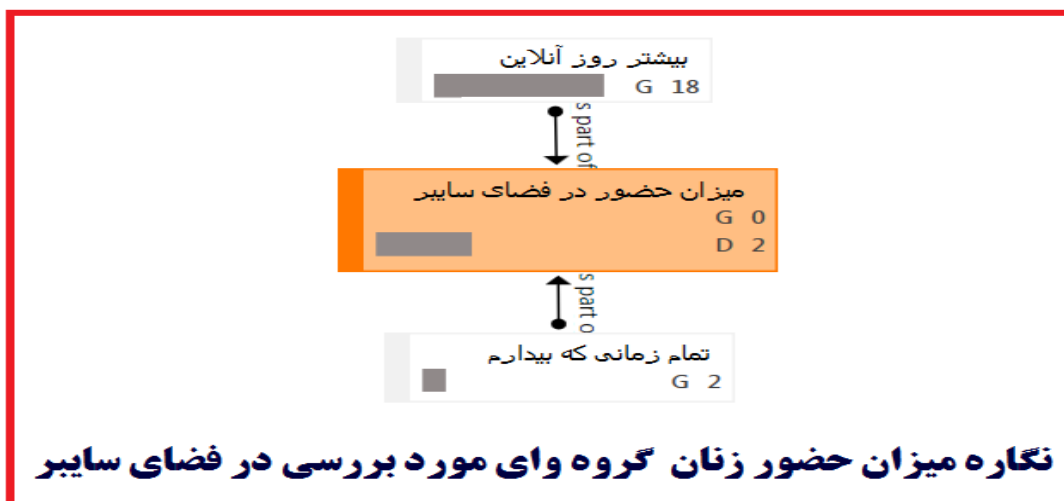 بیشتر روز آنلاین
G 18
s part of
میزان حضور در فضای سایبر
G 0
D 2
s part o
تمام زمانی که بیدارم
G 2
نگاره میزان حضور زنان گروه وای مورد بررسی در فضای سایبر